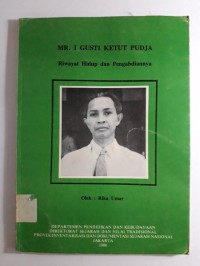 MR. I GUSTI KETUT PUDJA
Riwayat Hidup dan Pengabdiannya
Oleh : Rika Umar
DEPARTEMEN PENDIDIKAN DAN KEBUDAYAAN
DIREKTORAT SEJARAH DAN NILAI TRADISIONAL
PROYEK INVENTARISASI DAN DOKUMENTASI SEJARAH NASIONAL
JAKARTA